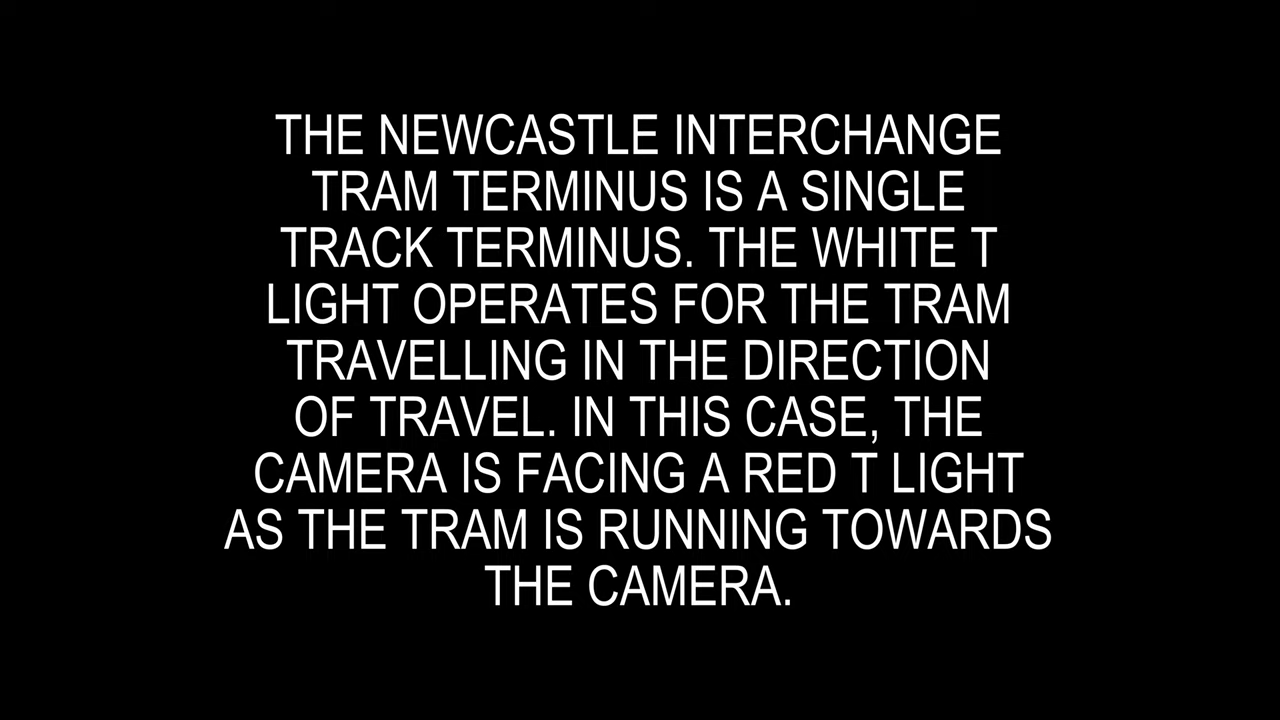 THE NEWCASTLE INTERCHANGE
TRAM TERMINUS IS A SINGLE
TRACK TERMINUS. THE WHITE T
LIGHT OPERATES FOR THE TRAM
TRAVELLING IN THE DIRECTION
OF TRAVEL. IN THIS CASE, THE
CAMERA IS FACING A RED T LIGHT
AS THE TRAM IS RUNNING TOWARDS
THE CAMERA.